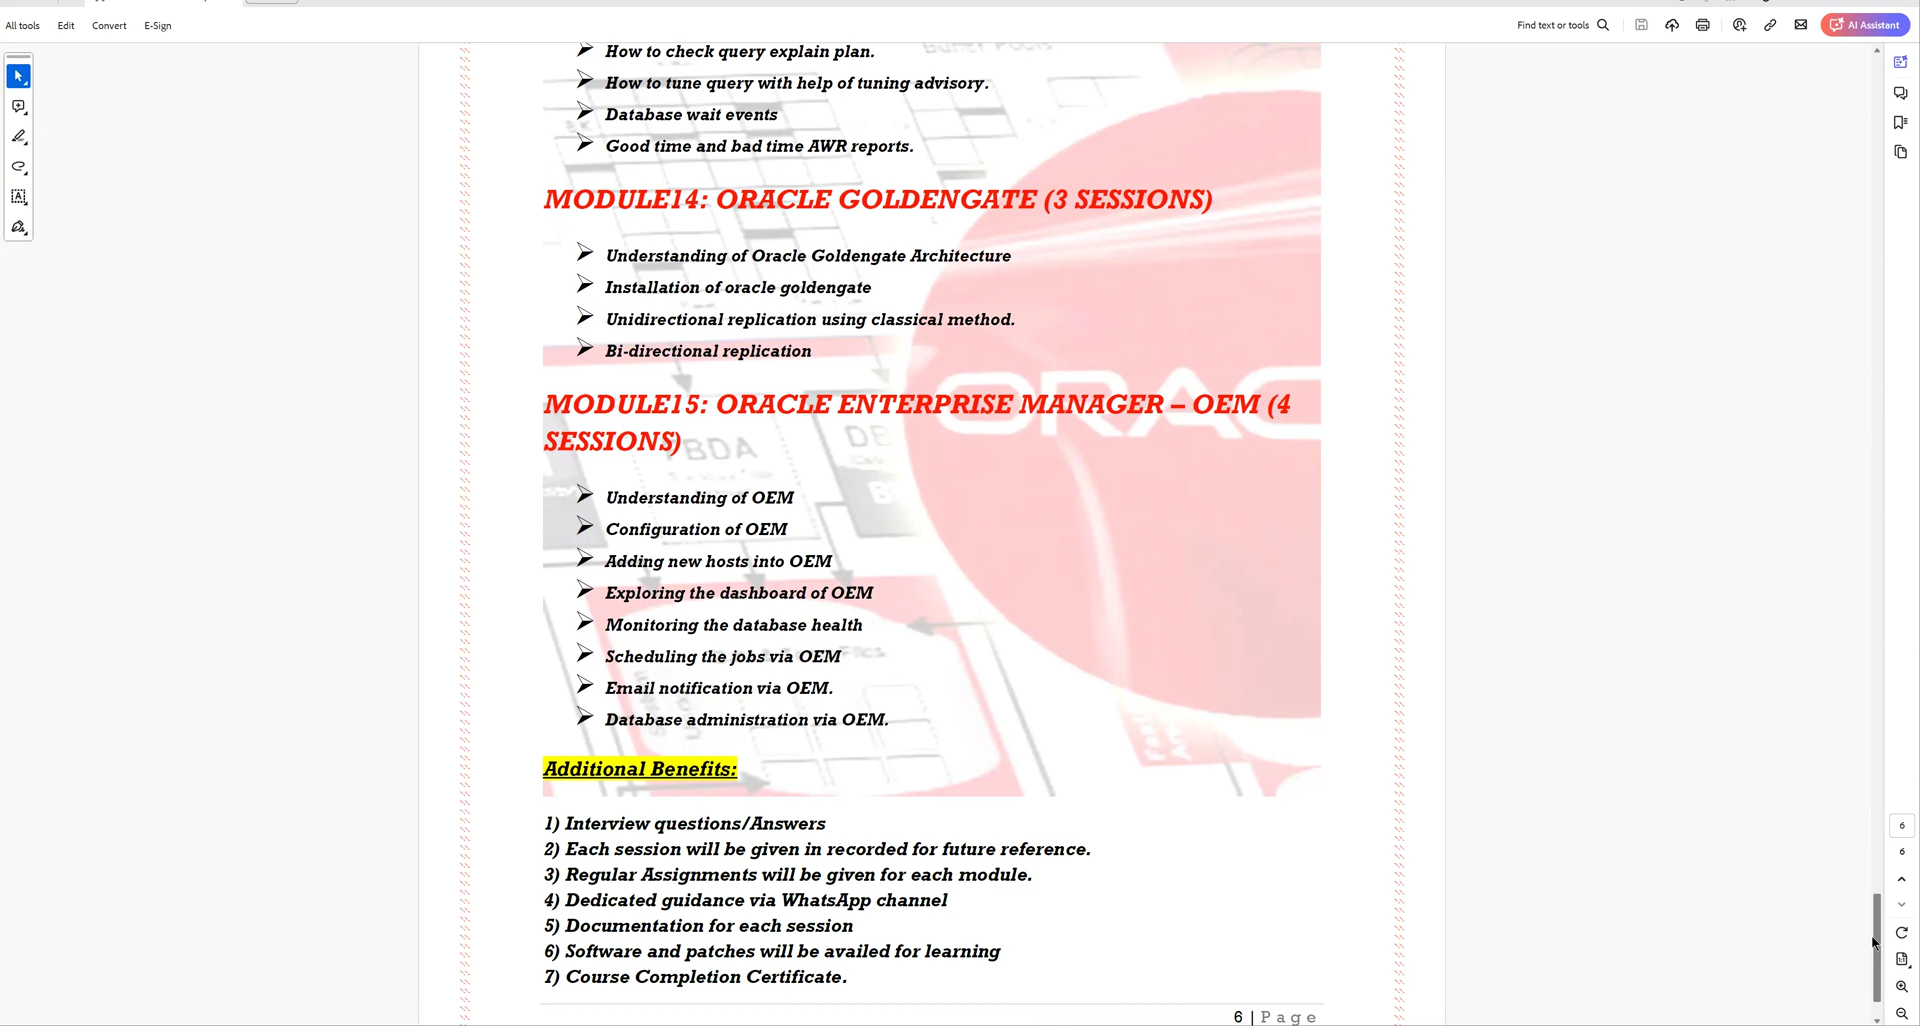 All tools Edit Convert E-Sign Find text or tools AI Assistant
How to check query explain plan.
How to tune query with help of tuning advisory.
Database wait events
Good time and bad time AWR reports.
MODULE14: ORACLE GOLDENGATE (3 SESSIONS)
Understanding of Oracle Goldengate Architecture
Installation of oracle goldengate
Unidirectional replication using classical method.
Bi-directional replication
ORAC
MODULE15: ORACLE ENTERPRISE MANAGER – OEM (4
SESSIONS)
Understanding of OEM
Configuration of OEM
Adding new hosts into OEM
Exploring the dashboard of OEM
Monitoring the database health
Scheduling the jobs via OEM
Email notification via OEM.
Database administration via OEM.
Additional Benefits:
1) Interview questions/Answers
2) Each session will be given in recorded for future reference.
3) Regular Assignments will be given for each module.
4) Dedicated guidance via WhatsApp channel
5) Documentation for each session
6) Software and patches will be availed for learning
7) Course Completion Certificate.
6 | Page
6
6